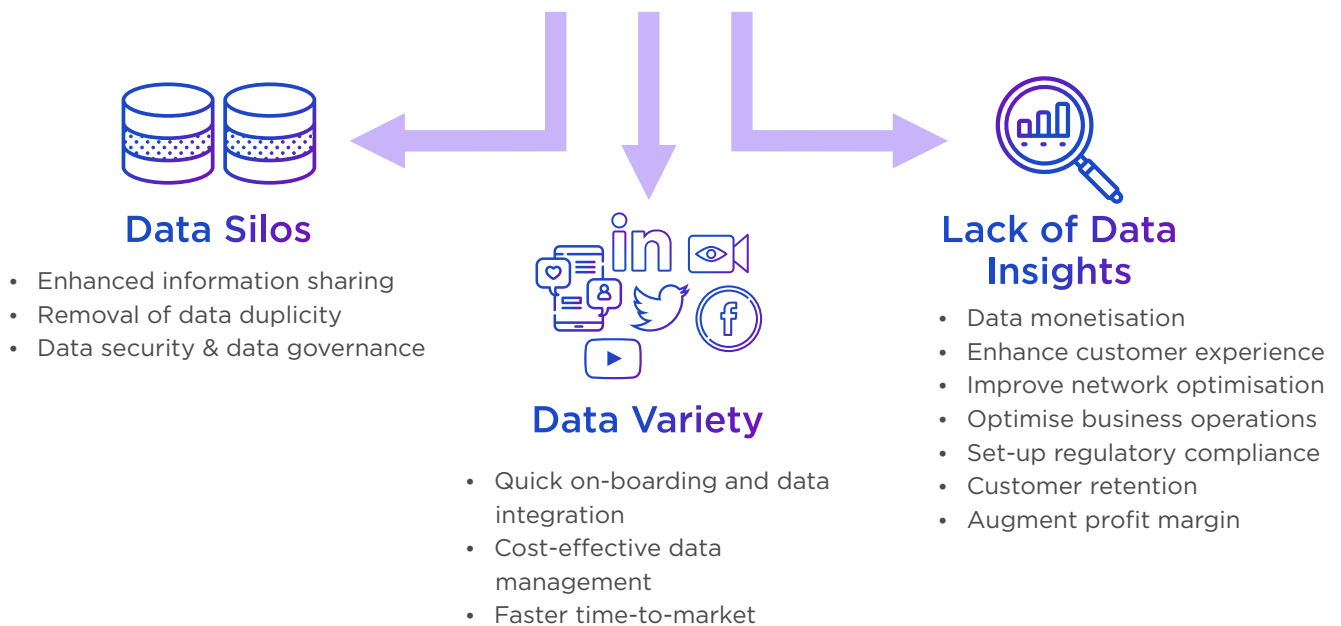 Data Silos
• Enhanced information sharing
• Removal of data duplicity
• Data security & data governance
in
f
Data Variety
• Quick on-boarding and data
integration
• Cost-effective data
management
• Faster time-to-market
Lack of Data
Insights
• Data monetisation
• Enhance customer experience
• Improve network optimisation
• Optimise business operations
• Set-up regulatory compliance
• Customer retention
• Augment profit margin